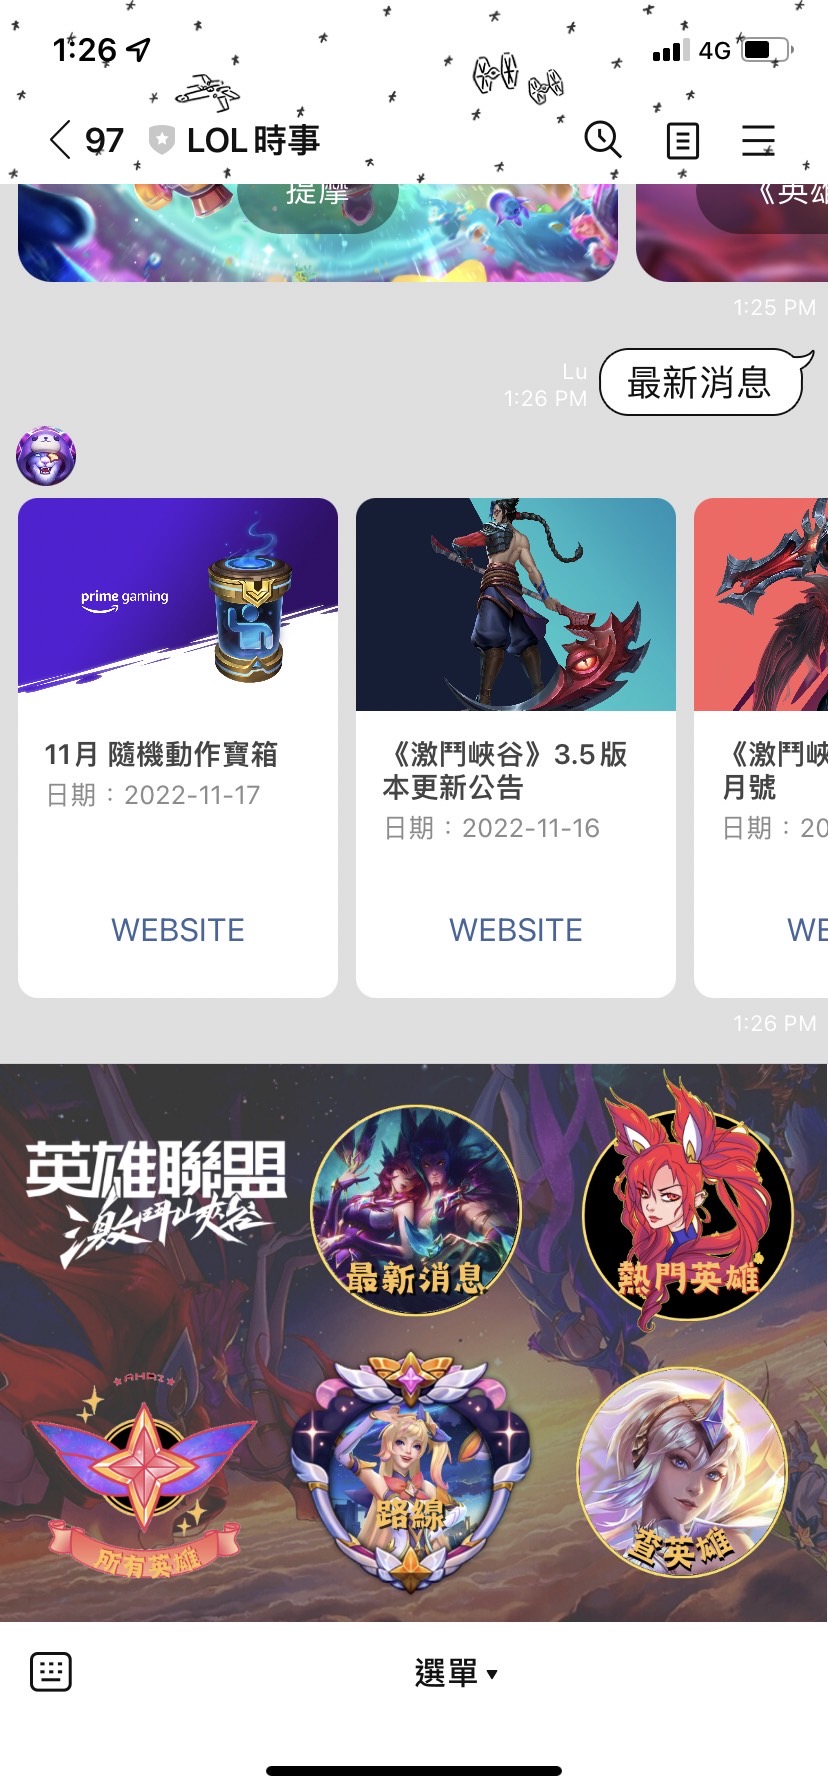 1:26
4G
97
LOL 時事
提摩
《英雄
1:25 PM
Lu
1:26 PM
最新消息
prime gaming
11月 隨機動作寶箱
日期：2022-11-17
WEBSITE
《激鬥峽谷》3.5版
本更新公告
日期：2022-11-16
WEBSITE
《激鬥峽
月號
日期：20
WE
1:26 PM
英雄聯盟
激鬥峽谷
最新消息
熱門英雄
AHRI
所有英雄
路線
查英雄
選單